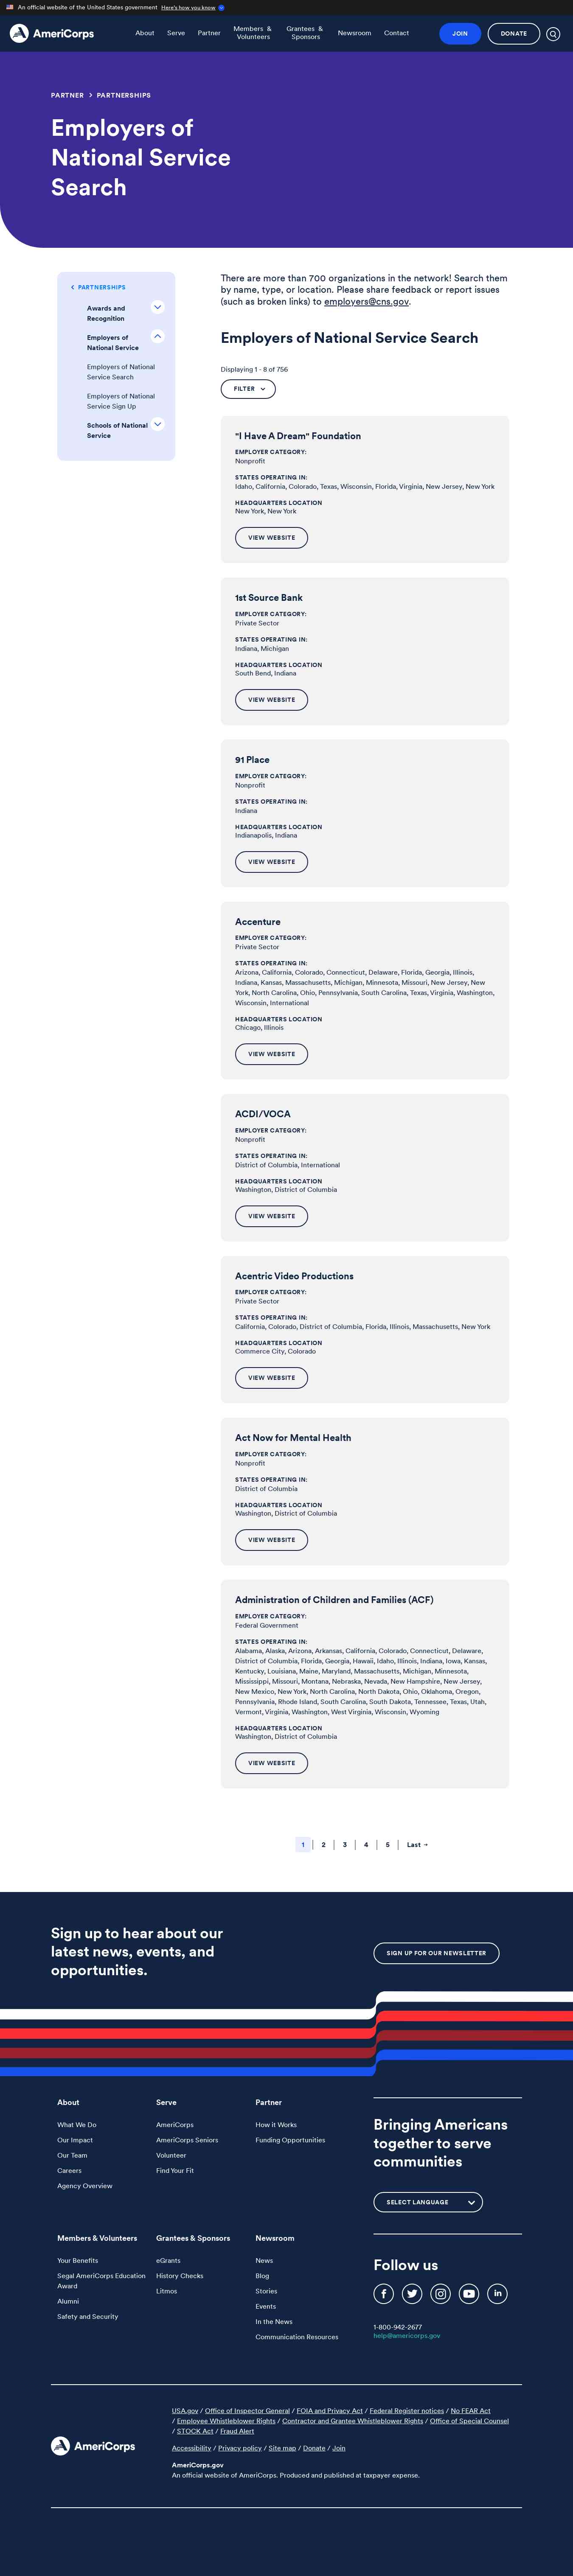 An official website of the United States government Here's how you know
AmeriCorps
About Serve Partner Members & Volunteers Grantees & Sponsors Newsroom Contact
JOIN DONATE
PARTNER > PARTNERSHIPS
Employers of
National Service
Search
PARTNERSHIPS
Awards and
Recognition
Employers of
National Service
Employers of National
Service Search
Employers of National
Service Sign Up
Schools of National
Service
There are more than 700 organizations in the network! Search them
by name, type, or location. Please share feedback or report issues
(such as broken links) to employers@cns.gov.
Employers of National Service Search
Displaying 1 - 8 of 756
FILTER
"I Have A Dream" Foundation
EMPLOYER CATEGORY:
Nonprofit
STATES OPERATING IN:
Idaho, California, Colorado, Texas, Wisconsin, Florida, Virginia, New Jersey, New York
HEADQUARTERS LOCATION
New York, New York
VIEW WEBSITE
1st Source Bank
EMPLOYER CATEGORY:
Private Sector
STATES OPERATING IN:
Indiana, Michigan
HEADQUARTERS LOCATION
South Bend, Indiana
VIEW WEBSITE
91 Place
EMPLOYER CATEGORY:
Nonprofit
STATES OPERATING IN:
Indiana
HEADQUARTERS LOCATION
Indianapolis, Indiana
VIEW WEBSITE
Accenture
EMPLOYER CATEGORY:
Private Sector
STATES OPERATING IN:
Arizona, California, Colorado, Connecticut, Delaware, Florida, Georgia, Illinois,
Indiana, Kansas, Massachusetts, Michigan, Minnesota, Missouri, New Jersey, New
York, North Carolina, Ohio, Pennsylvania, South Carolina, Texas, Virginia, Washington,
Wisconsin, International
HEADQUARTERS LOCATION
Chicago, Illinois
VIEW WEBSITE
ACDI/VOCA
EMPLOYER CATEGORY:
Nonprofit
STATES OPERATING IN:
District of Columbia, International
HEADQUARTERS LOCATION
Washington, District of Columbia
VIEW WEBSITE
Acentric Video Productions
EMPLOYER CATEGORY:
Private Sector
STATES OPERATING IN:
California, Colorado, District of Columbia, Florida, Illinois, Massachusetts, New York
HEADQUARTERS LOCATION
Commerce City, Colorado
VIEW WEBSITE
Act Now for Mental Health
EMPLOYER CATEGORY:
Nonprofit
STATES OPERATING IN:
District of Columbia
HEADQUARTERS LOCATION
Washington, District of Columbia
VIEW WEBSITE
Administration of Children and Families (ACF)
EMPLOYER CATEGORY:
Federal Government
STATES OPERATING IN:
Alabama, Alaska, Arizona, Arkansas, California, Colorado, Connecticut, Delaware,
District of Columbia, Florida, Georgia, Hawaii, Idaho, Illinois, Indiana, Iowa, Kansas,
Kentucky, Louisiana, Maine, Maryland, Massachusetts, Michigan, Minnesota,
Mississippi, Missouri, Montana, Nebraska, Nevada, New Hampshire, New Jersey,
New Mexico, New York, North Carolina, North Dakota, Ohio, Oklahoma, Oregon,
Pennsylvania, Rhode Island, South Carolina, South Dakota, Tennessee, Texas, Utah,
Vermont, Virginia, Washington, West Virginia, Wisconsin, Wyoming
HEADQUARTERS LOCATION
Washington, District of Columbia
VIEW WEBSITE
1 2 3 4 5 Last →
Sign up to hear about our
latest news, events, and
opportunities.
SIGN UP FOR OUR NEWSLETTER
About
What We Do
Our Impact
Our Team
Careers
Agency Overview
Serve
AmeriCorps
AmeriCorps Seniors
Volunteer
Find Your Fit
Partner
How it Works
Funding Opportunities
Bringing Americans
together to serve
communities
SELECT LANGUAGE
Members & Volunteers
Your Benefits
Segal AmeriCorps Education
Award
Alumni
Safety and Security
Grantees & Sponsors
eGrants
History Checks
Litmos
Newsroom
News
Blog
Stories
Events
In the News
Communication Resources
Follow us
in
1-800-942-2677
help@americorps.gov
AmeriCorps
USA.gov / Office of Inspector General / FOIA and Privacy Act / Federal Register notices / No FEAR Act
/ Employee Whistleblower Rights / Contractor and Grantee Whistleblower Rights / Office of Special Counsel
/ STOCK Act / Fraud Alert
Accessibility / Privacy policy / Site map / Donate / Join
AmeriCorps.gov
An official website of AmeriCorps. Produced and published at taxpayer expense.